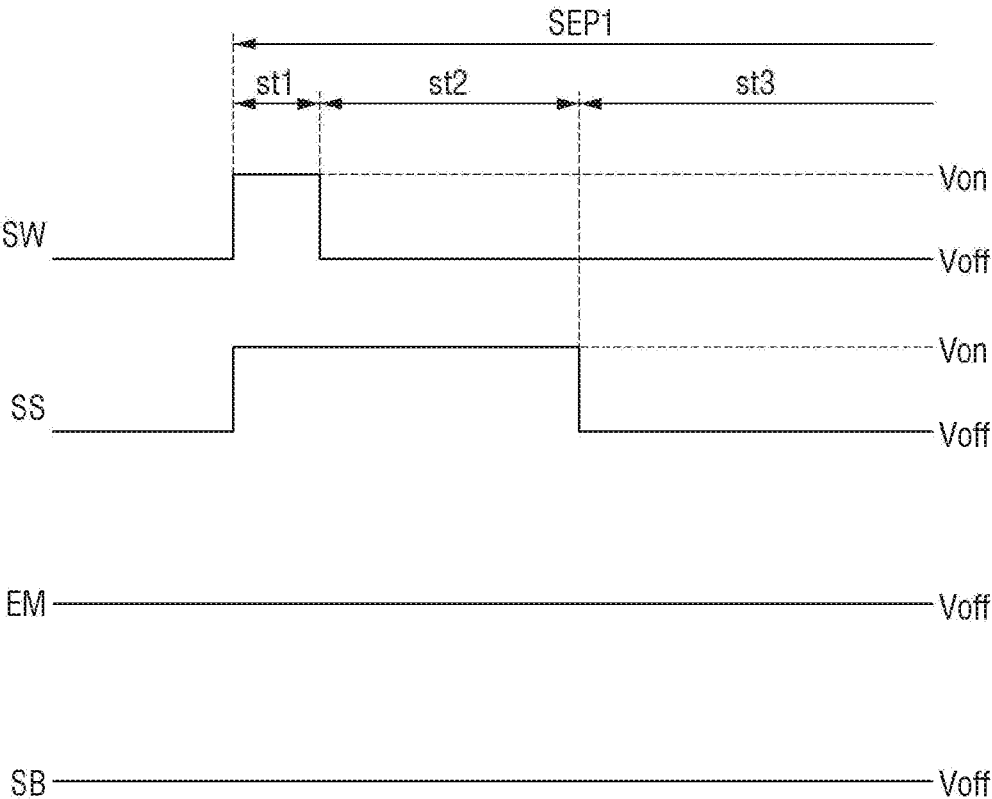 SEP1
st1 st2 st3
Von
SW
Voff
Von
SS
Voff
EM Voff
SB Voff